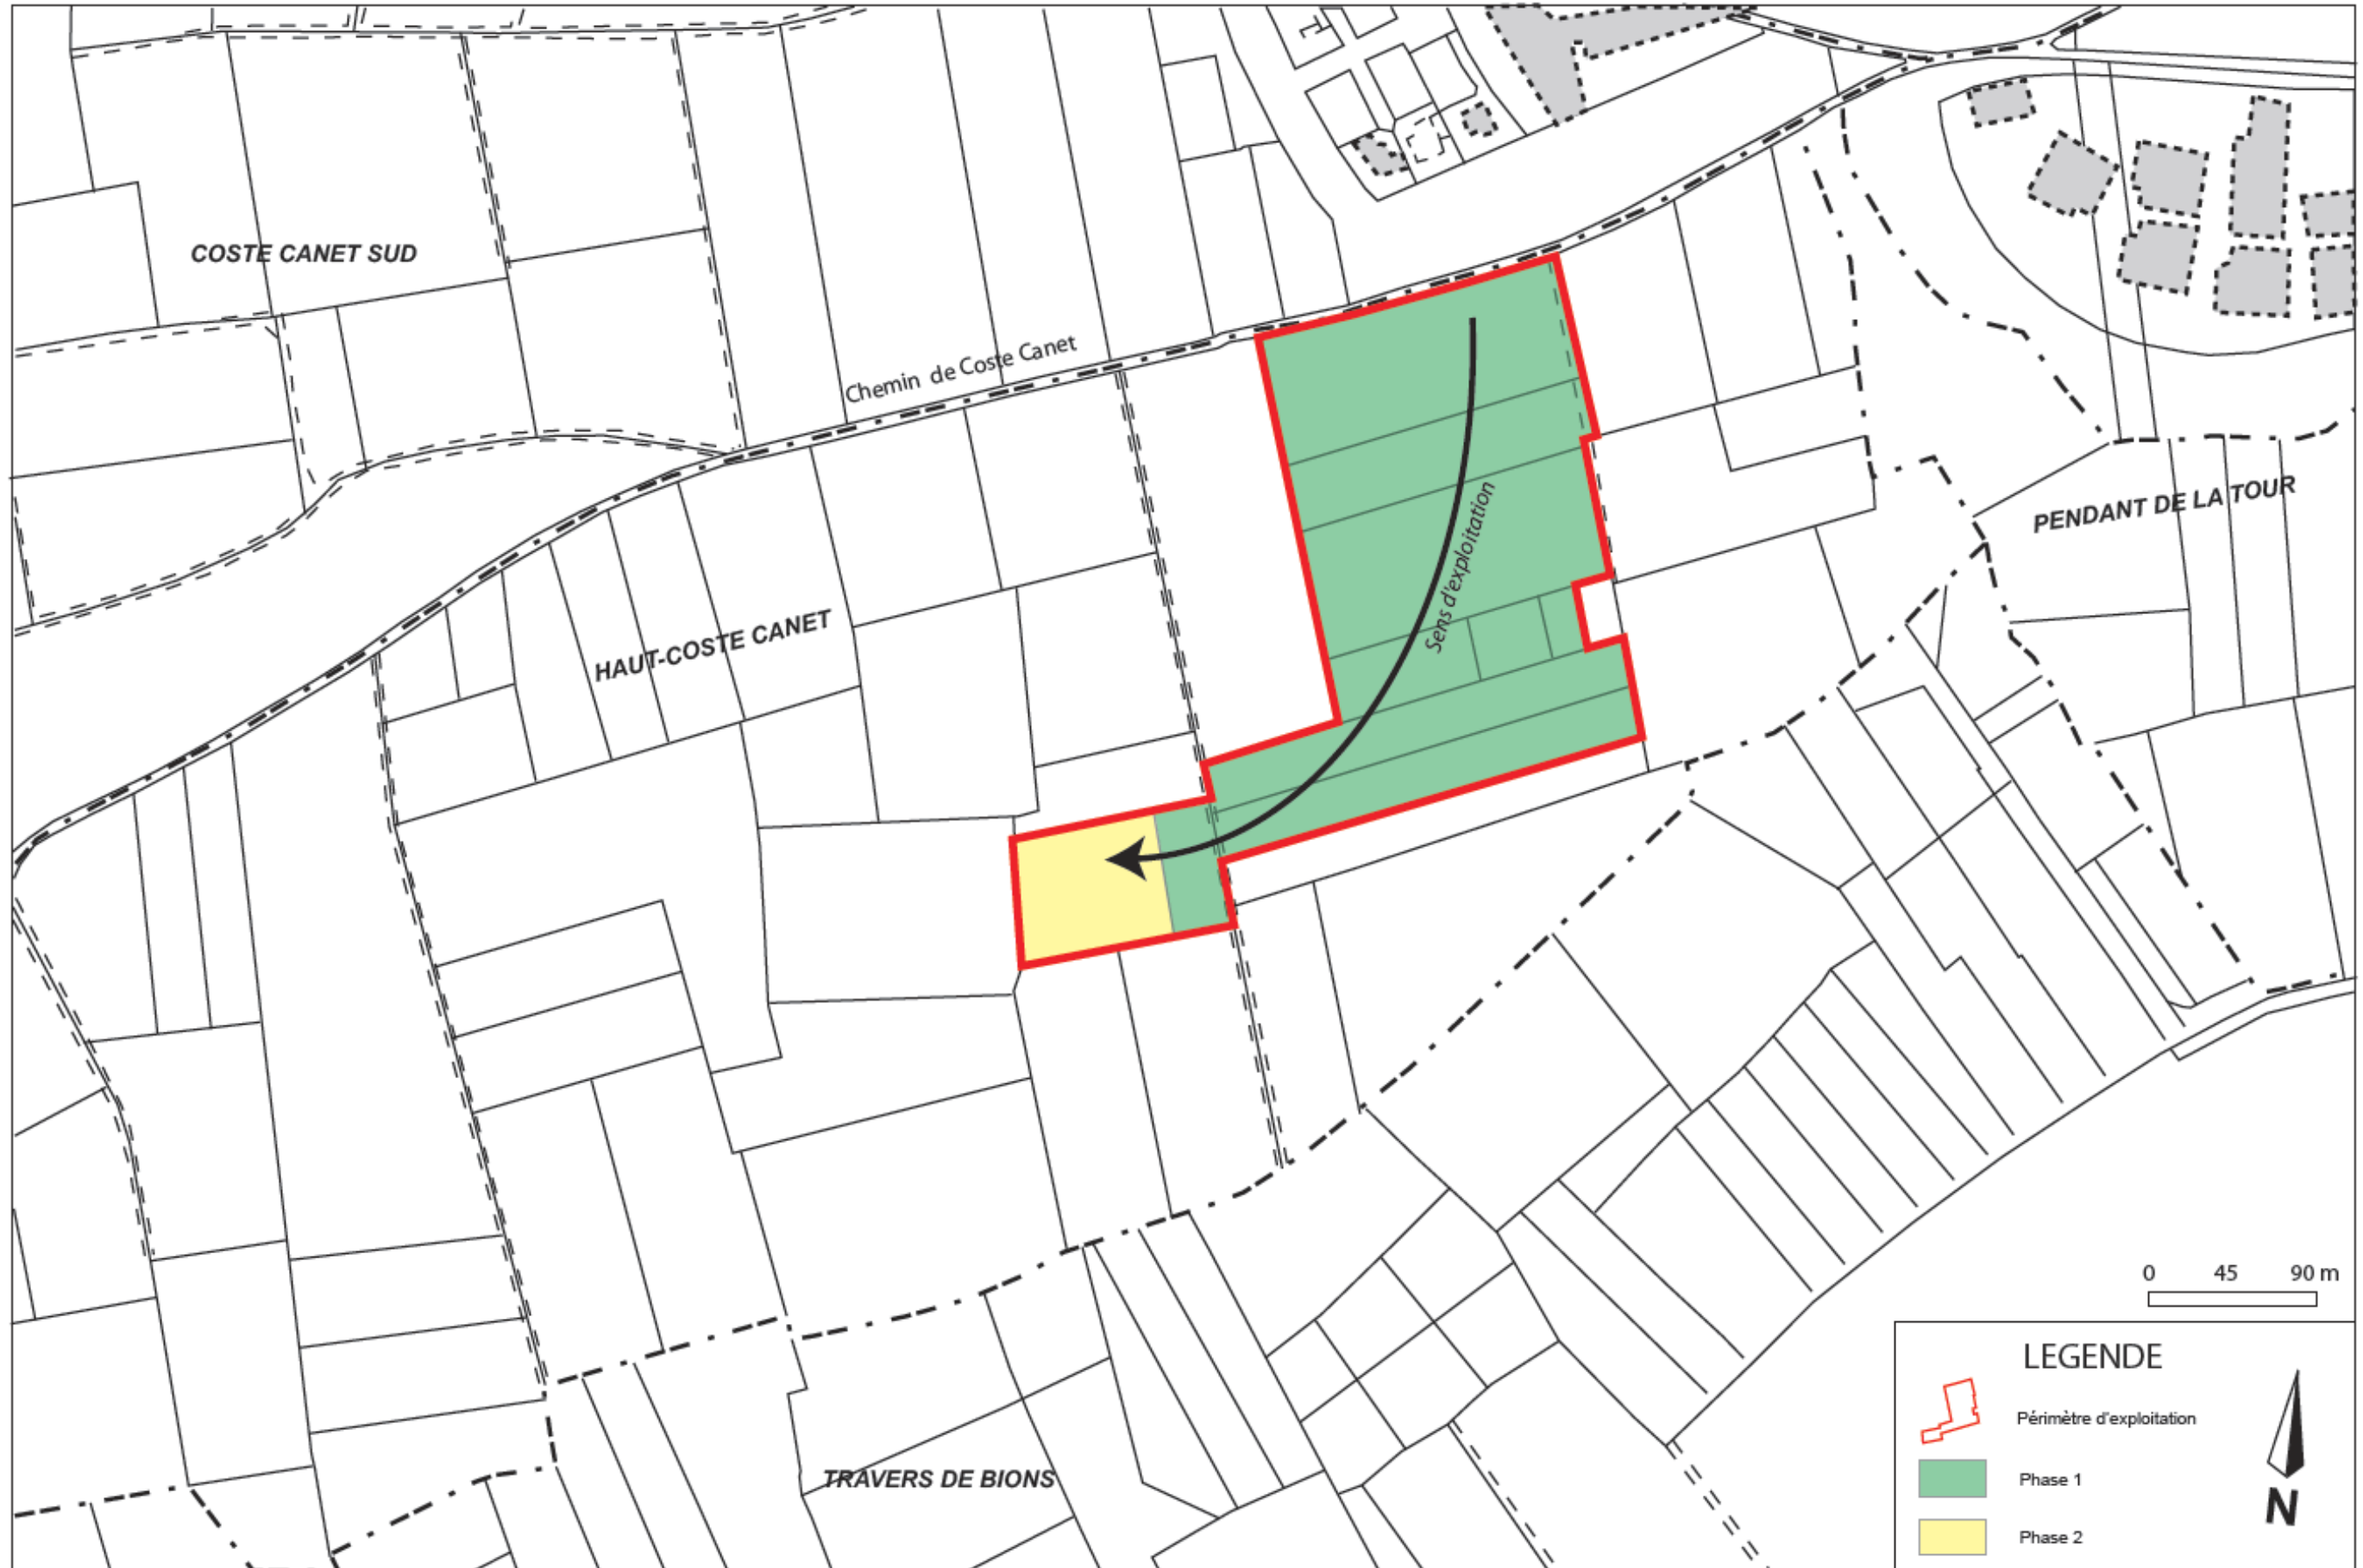 COSTE CANET SUD
Chemin de Coste Canet
Sens d'exploitation
PENDANT DE LA TOUR
HAUT-COSTE CANET
TRAVERS DE BIONS
0 45 90 m
LEGENDE
Périmètre d'exploitation
Phase 1
Phase 2
N